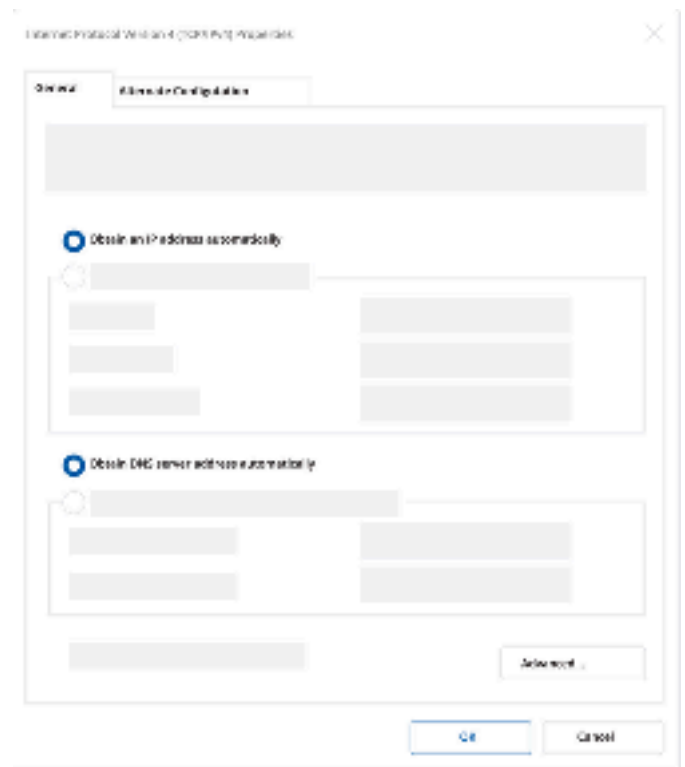 Internet Protocol Version 4 (TCP/IPv4) Properties
General
Alternate Configuration
Obtain an IP address automatically
Obtain DNS server address automatically
Advanced...
OK
Cancel